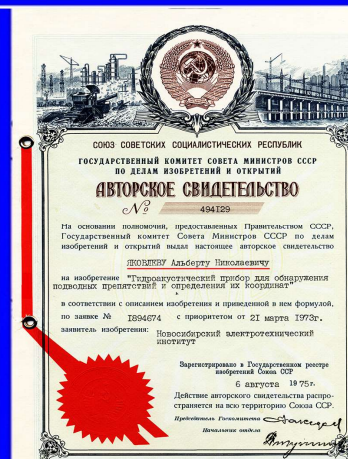 СОЮЗ СОВЕТСКИХ СОЦИАЛИСТИЧЕСКИХ РЕСПУБЛИК
ГОСУДАРСТВЕННЫЙ КОМИТЕТ СОВЕТА МИНИСТРОВ СССР
ПО ДЕЛАМ ИЗОБРЕТЕНИЙ И ОТКРЫТИЙ
АВТОРСКОЕ СВИДЕТЕЛЬСТВО
№ 494129
На основании полномочий, предоставленных Правительством СССР,
Государственный комитет Совета Министров СССР по делам
изобретений и открытий выдал настоящее авторское свидетельство
ЯКОВЛЕВУ Альберту Николаевичу
на изобретение "Гидроакустический прибор для обнаружения
подводных препятствий и определения их координат"
в соответствии с описанием изобретения и приведенной в нем формулой,
по заявке № I894674 с приоритетом от 2I марта 1973г.
заявитель изобретения: Новосибирский электротехнический
институт
Зарегистрировано в Государственном реестре
изобретений Союза ССР
6 августа 1975г.
Действие авторского свидетельства распро-
страняется на всю территорию Союза ССР.
Председатель Госкомитета
Начальник отдела